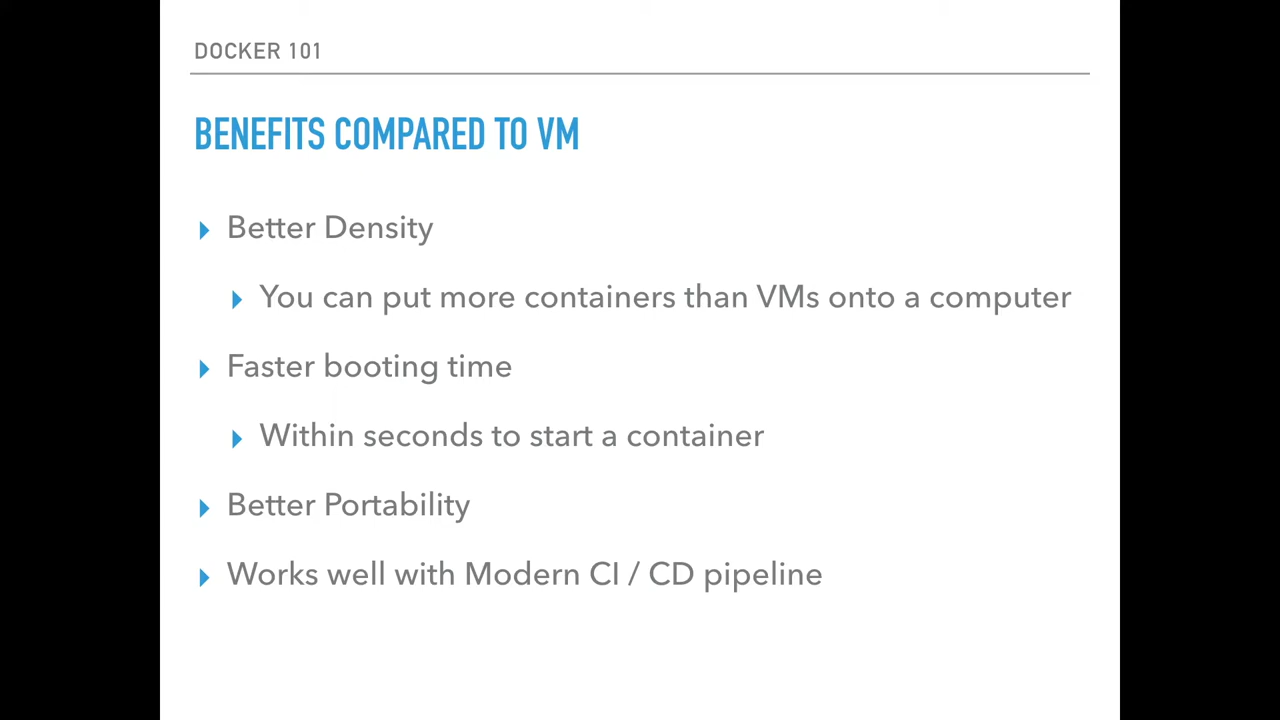 DOCKER 101
BENEFITS COMPARED TO VM
Better Density
You can put more containers than VMs onto a computer
Faster booting time
Within seconds to start a container
Better Portability
Works well with Modern CI / CD pipeline